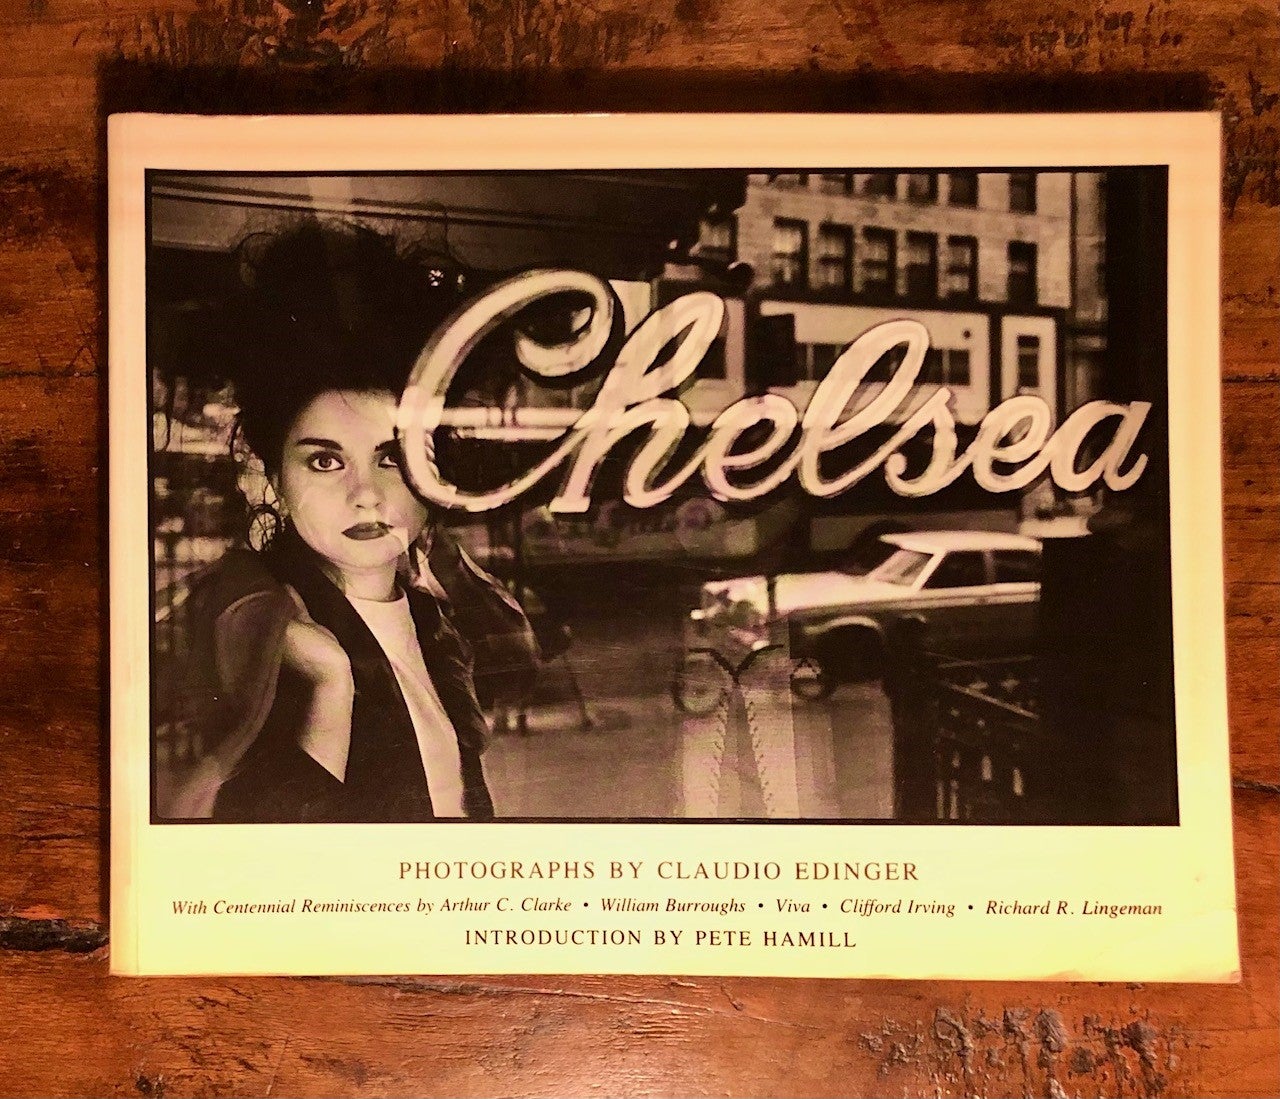 Chelsea
PHOTOGRAPHS BY CLAUDIO EDINGER
With Centennial Reminiscences by Arthur C. Clarke • William Burroughs • Viva • Clifford Irving • Richard R. Lingeman
INTRODUCTION BY PETE HAMILL